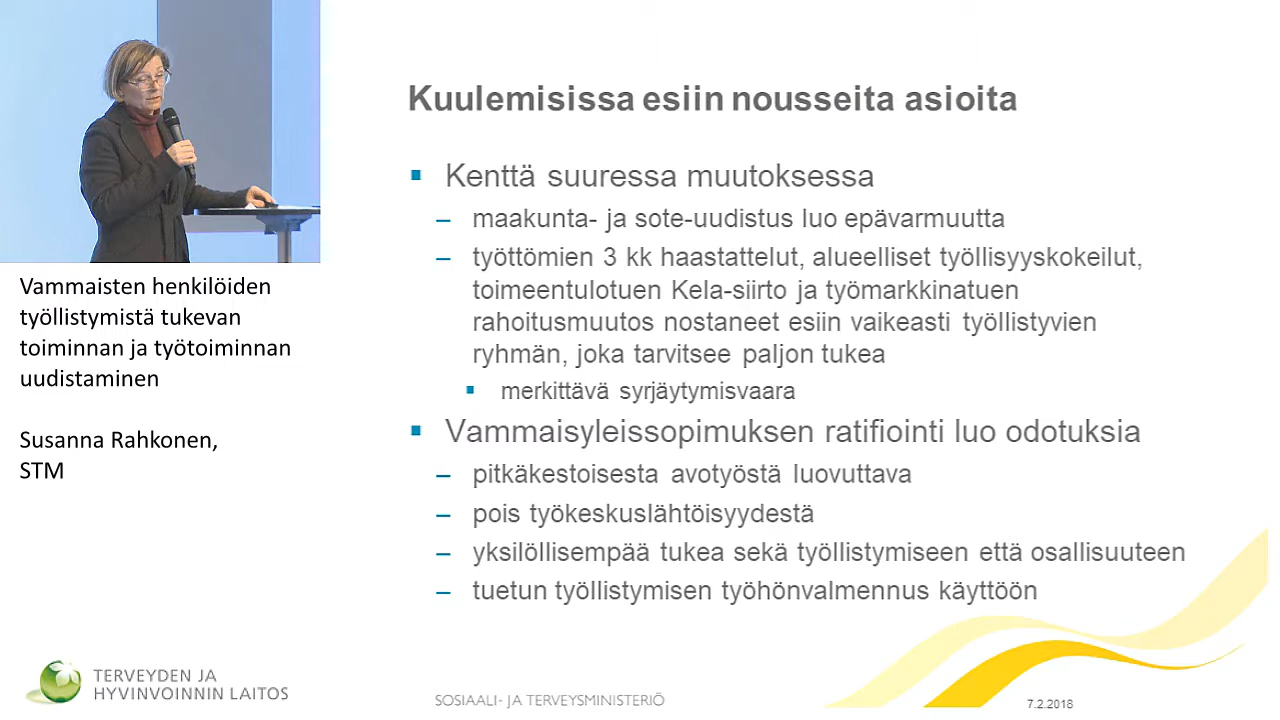 Kuulemisissa esiin nousseita asioita
Kenttä suuressa muutoksessa
– maakunta- ja sote-uudistus luo epävarmuutta
– työttömien 3 kk haastattelut, alueelliset työllisyyskokeilut,
toimeentulotuen Kela-siirto ja työmarkkinatuen
rahoitusmuutos nostaneet esiin vaikeasti työllistyvien
ryhmän, joka tarvitsee paljon tukea
merkittävä syrjäytymisvaara
Vammaisyleissopimuksen ratifiointi luo odotuksia
– pitkäkestoisesta avotyöstä luovuttava
– pois työkeskuslähtöisyydestä
– yksilöllisempää tukea sekä työllistymiseen että osallisuuteen
– tuetun työllistymisen työhönvalmennus käyttöön
Vammaisten henkilöiden
työllistymistä tukevan
toiminnan ja työtoiminnan
uudistaminen
Susanna Rahkonen,
STM
TERVEYDEN JA
HYVINVOINNIN LAITOS
SOSIAALI- JA TERVEYSMINISTERIÖ
7.2.2018